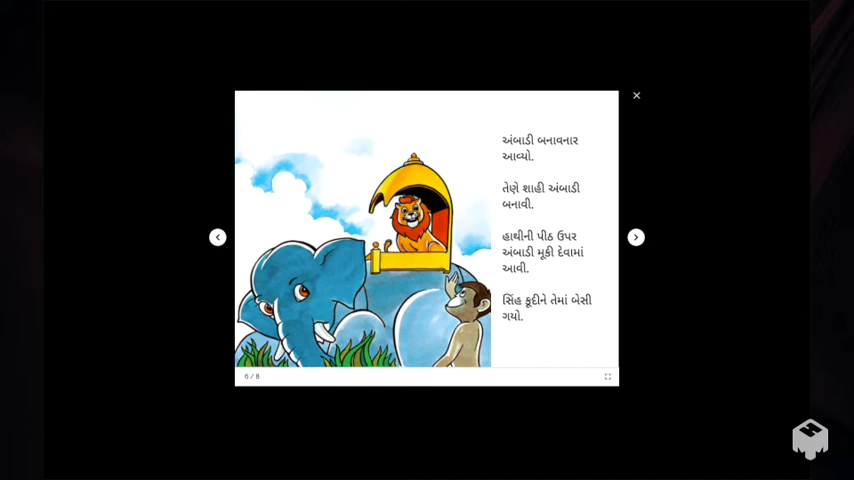 અંબાડી બનાવનાર
આવ્યો.
તેણે શાહી અંબાડી
બનાવી.
હાથીની પીઠ ઉપર
અંબાડી મૂકી દેવામાં
આવી.
સિંહ કૂદીને તેમાં બેસી
ગયો.
6 / 8